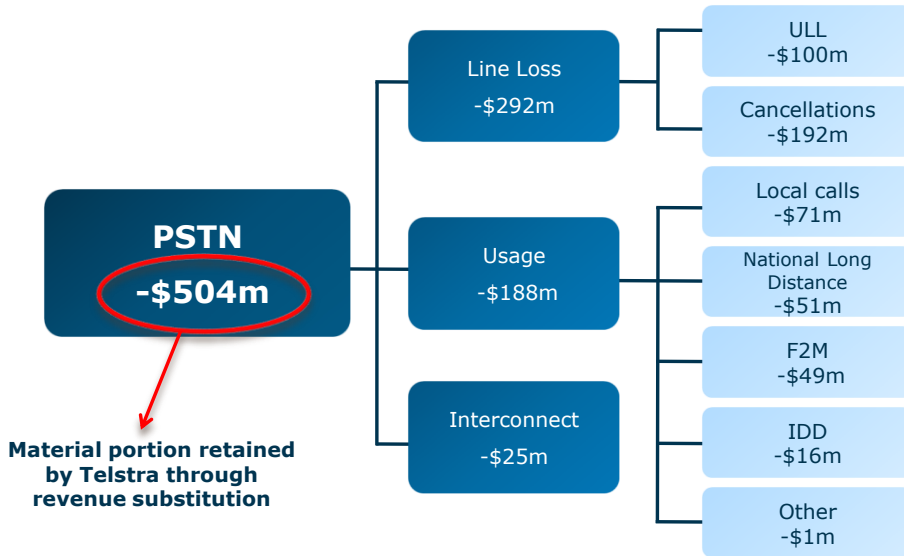 PSTN
-$504m
Material portion retained
by Telstra through
revenue substitution
Line Loss
-$292m
Usage
-$188m
Interconnect
-$25m
ULL
-$100m
Cancellations
-$192m
Local calls
-$71m
National Long
Distance
-$51m
F2M
-$49m
IDD
-$16m
Other
-$1m